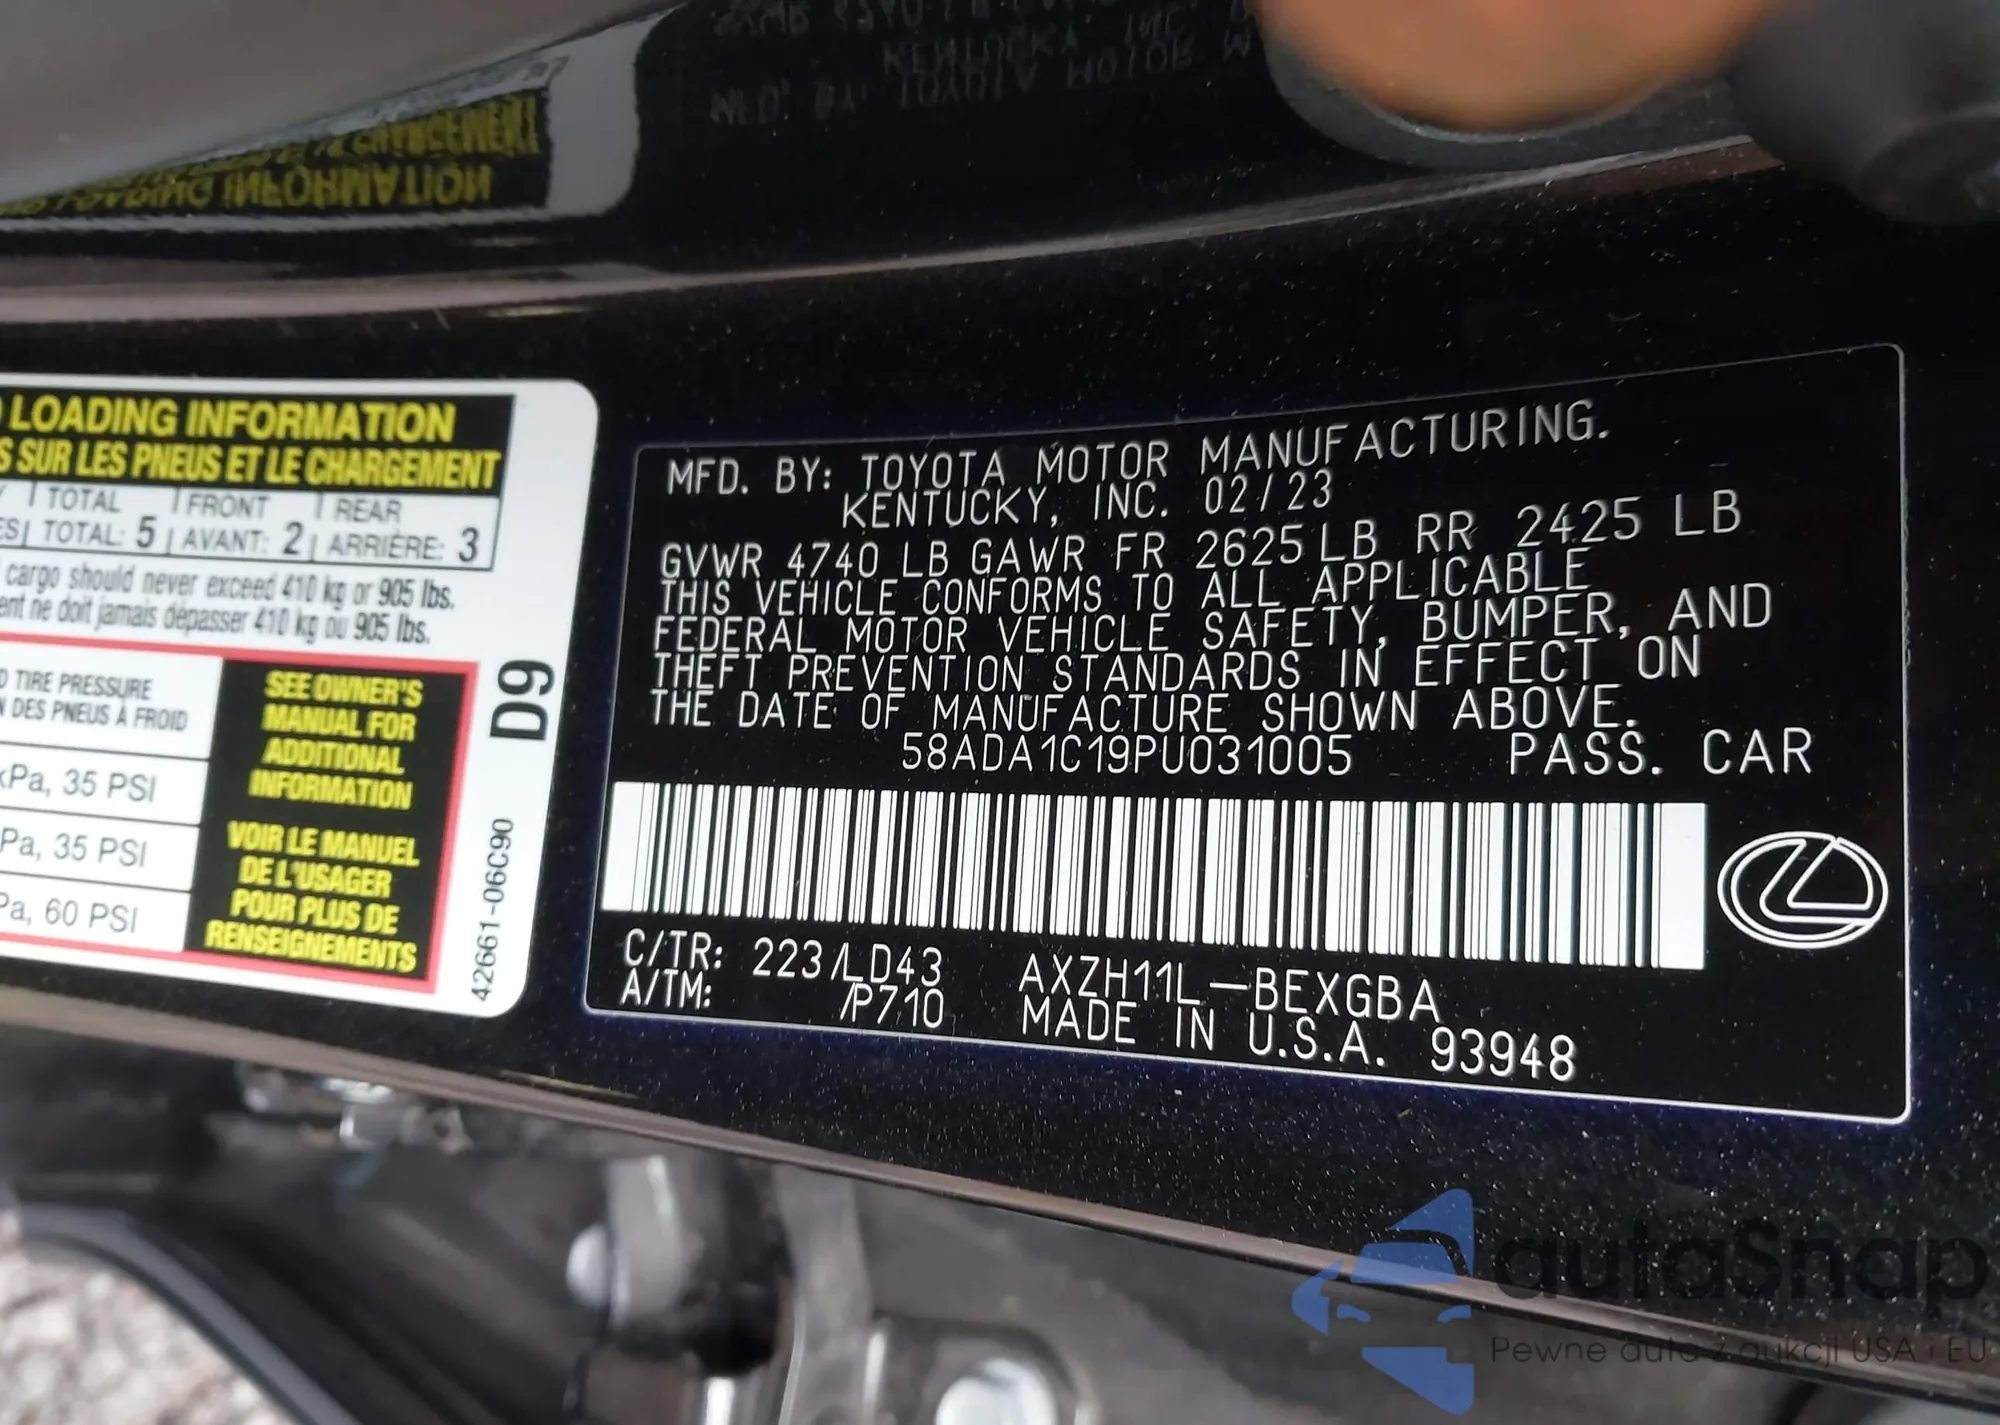 LOADING INFORMATION
SUR LES PNEUS ET LE CHARGEMENT
TOTAL FRONT REAR
TOTAL: 5 AVANT: 2 ARRIÈRE: 3
cargo should never exceed 410 kg or 905 lbs.
ne doit jamais dépasser 410 kg ou 905 lbs.
TIRE PRESSURE
DES PNEUS À FROID
kPa, 35 PSI
Pa, 35 PSI
Pa, 60 PSI
SEE OWNER'S
MANUAL FOR
ADDITIONAL
INFORMATION
VOIR LE MANUEL
DE L'USAGER
POUR PLUS DE
RENSEIGNEMENTS
D9
42661-06C90
MFD. BY: TOYOTA MOTOR MANUFACTURING.
KENTUCKY, INC. 02/23
GVWR 4740 LB GAWR FR 2625 LB RR 2425 LB
THIS VEHICLE CONFORMS TO ALL APPLICABLE
FEDERAL MOTOR VEHICLE SAFETY, BUMPER, AND
THEFT PREVENTION STANDARDS IN EFFECT ON
THE DATE OF MANUFACTURE SHOWN ABOVE.
58ADA1C19PU031005 PASS. CAR
C/TR: 223/LD43 AXZH11L-BEXGBA
A/TM: /P710 MADE IN U.S.A. 93948
autaSnap
Pewne auta z aukcji USA i EU